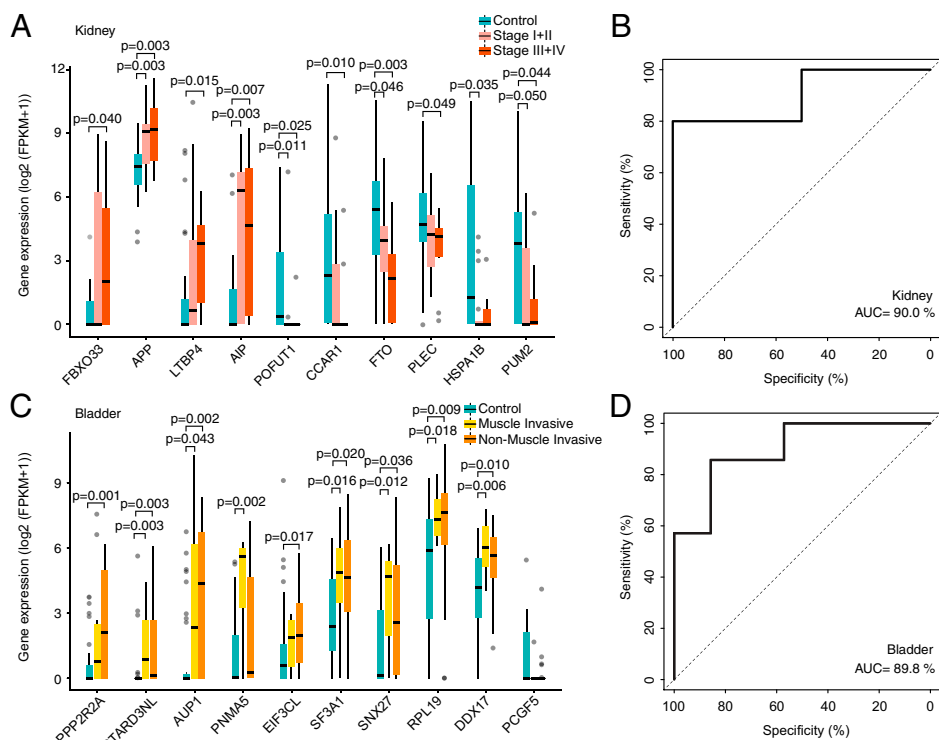 A
Kidney
Control
Stage I+II
Stage III+IV
Gene expression (log2 (FPKM+1))
12
9
6
3
0
p=0.040
p=0.003
p=0.003
p=0.015
p=0.007
p=0.003
p=0.025
p=0.011
p=0.010
p=0.003
p=0.046
p=0.049
p=0.035
p=0.044
p=0.050
FBXO33
APP
LTBP4
AIP
POFUT1
CCAR1
FTO
PLEC
HSPA1B
PUM2
B
Sensitivity (%)
100
80
60
40
20
0
Kidney
AUC= 90.0 %
100 80 60 40 20 0
Specificity (%)
C
Bladder
Control
Muscle Invasive
Non-Muscle Invasive
Gene expression (log2 (FPKM+1))
9
6
3
0
p=0.001
p=0.003
p=0.003
p=0.002
p=0.043
p=0.002
p=0.017
p=0.020
p=0.016
p=0.036
p=0.012
p=0.009
p=0.018
p=0.010
p=0.006
PPP2R2A
STARD3NL
AUP1
PNMA5
EIF3CL
SF3A1
SNX27
RPL19
DDX17
PCGF5
D
Sensitivity (%)
100
80
60
40
20
0
Bladder
AUC= 89.8 %
100 80 60 40 20 0
Specificity (%)